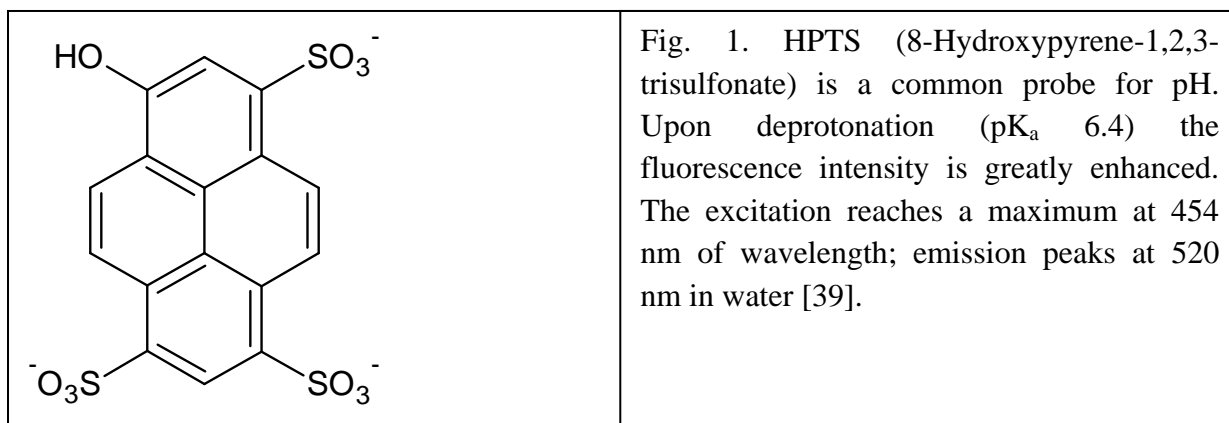 HO
SO3-
-O3S
SO3-
Fig. 1. HPTS (8-Hydroxypyrene-1,2,3-
trisulfonate) is a common probe for pH.
Upon deprotonation (pKa 6.4) the
fluorescence intensity is greatly enhanced.
The excitation reaches a maximum at 454
nm of wavelength; emission peaks at 520
nm in water [39].